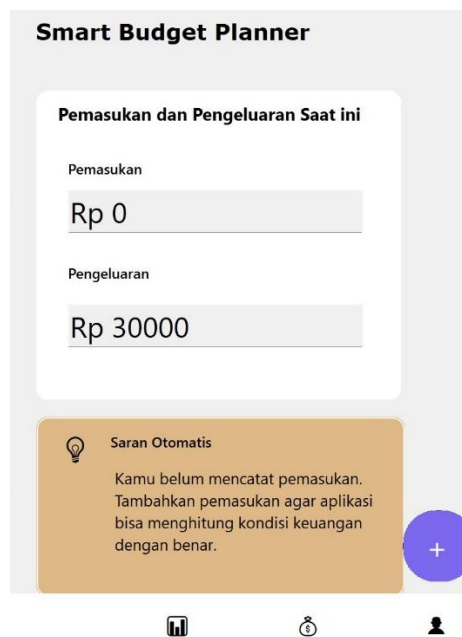 Smart Budget Planner
Pemasukan dan Pengeluaran Saat ini
Pemasukan
Rp 0
Pengeluaran
Rp 30000
Saran Otomatis
Kamu belum mencatat pemasukan.
Tambahkan pemasukan agar aplikasi
bisa menghitung kondisi keuangan
dengan benar.
+
$